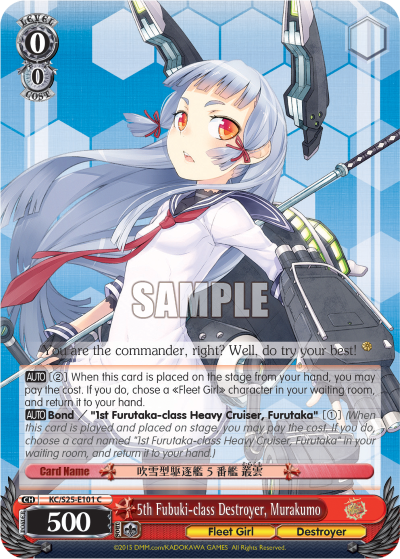 LEVEL
0
0
COST
SAMPLE
You are the commander, right? Well, do try your best!
AUTO [②] When this card is placed on the stage from your hand, you may
pay the cost. If you do, chose a «Fleet Girl» character in your waiting room,
and return it to your hand.
AUTO Bond / "1st Furutaka-class Heavy Cruiser, Furutaka" [①] (When
this card is played and placed on your stage, you may pay the cost. If you do,
choose a card named "1st Furutaka-class Heavy Cruiser, Furutaka" in your
waiting room, and return it to your hand.)
Card Name 吹雪型駆逐艦 5番艦 叢雲
CH KC/S25-E101 C
5th Fubuki-class Destroyer, Murakumo
POWER 500 SOUL
Fleet Girl Destroyer
©2015 DMM.com/KADOKAWA GAMES All Rights Reserved.